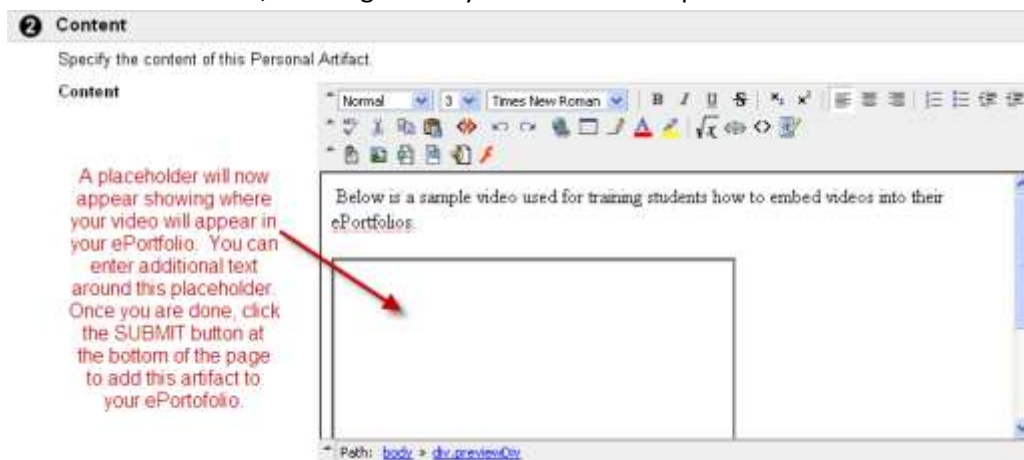 2 Content
Specify the content of this Personal Artifact.
Content
Normal 3 Times New Roman B I U S
A placeholder will now
appear showing where
your video will appear in
your ePortfolio. You can
enter additional text
around this placeholder.
Once you are done, click
the SUBMIT button at
the bottom of the page
to add this artifact to
your ePortofolio.
Below is a sample video used for training students how to embed videos into their
ePortfolios.
Path: body » div.previewDiv